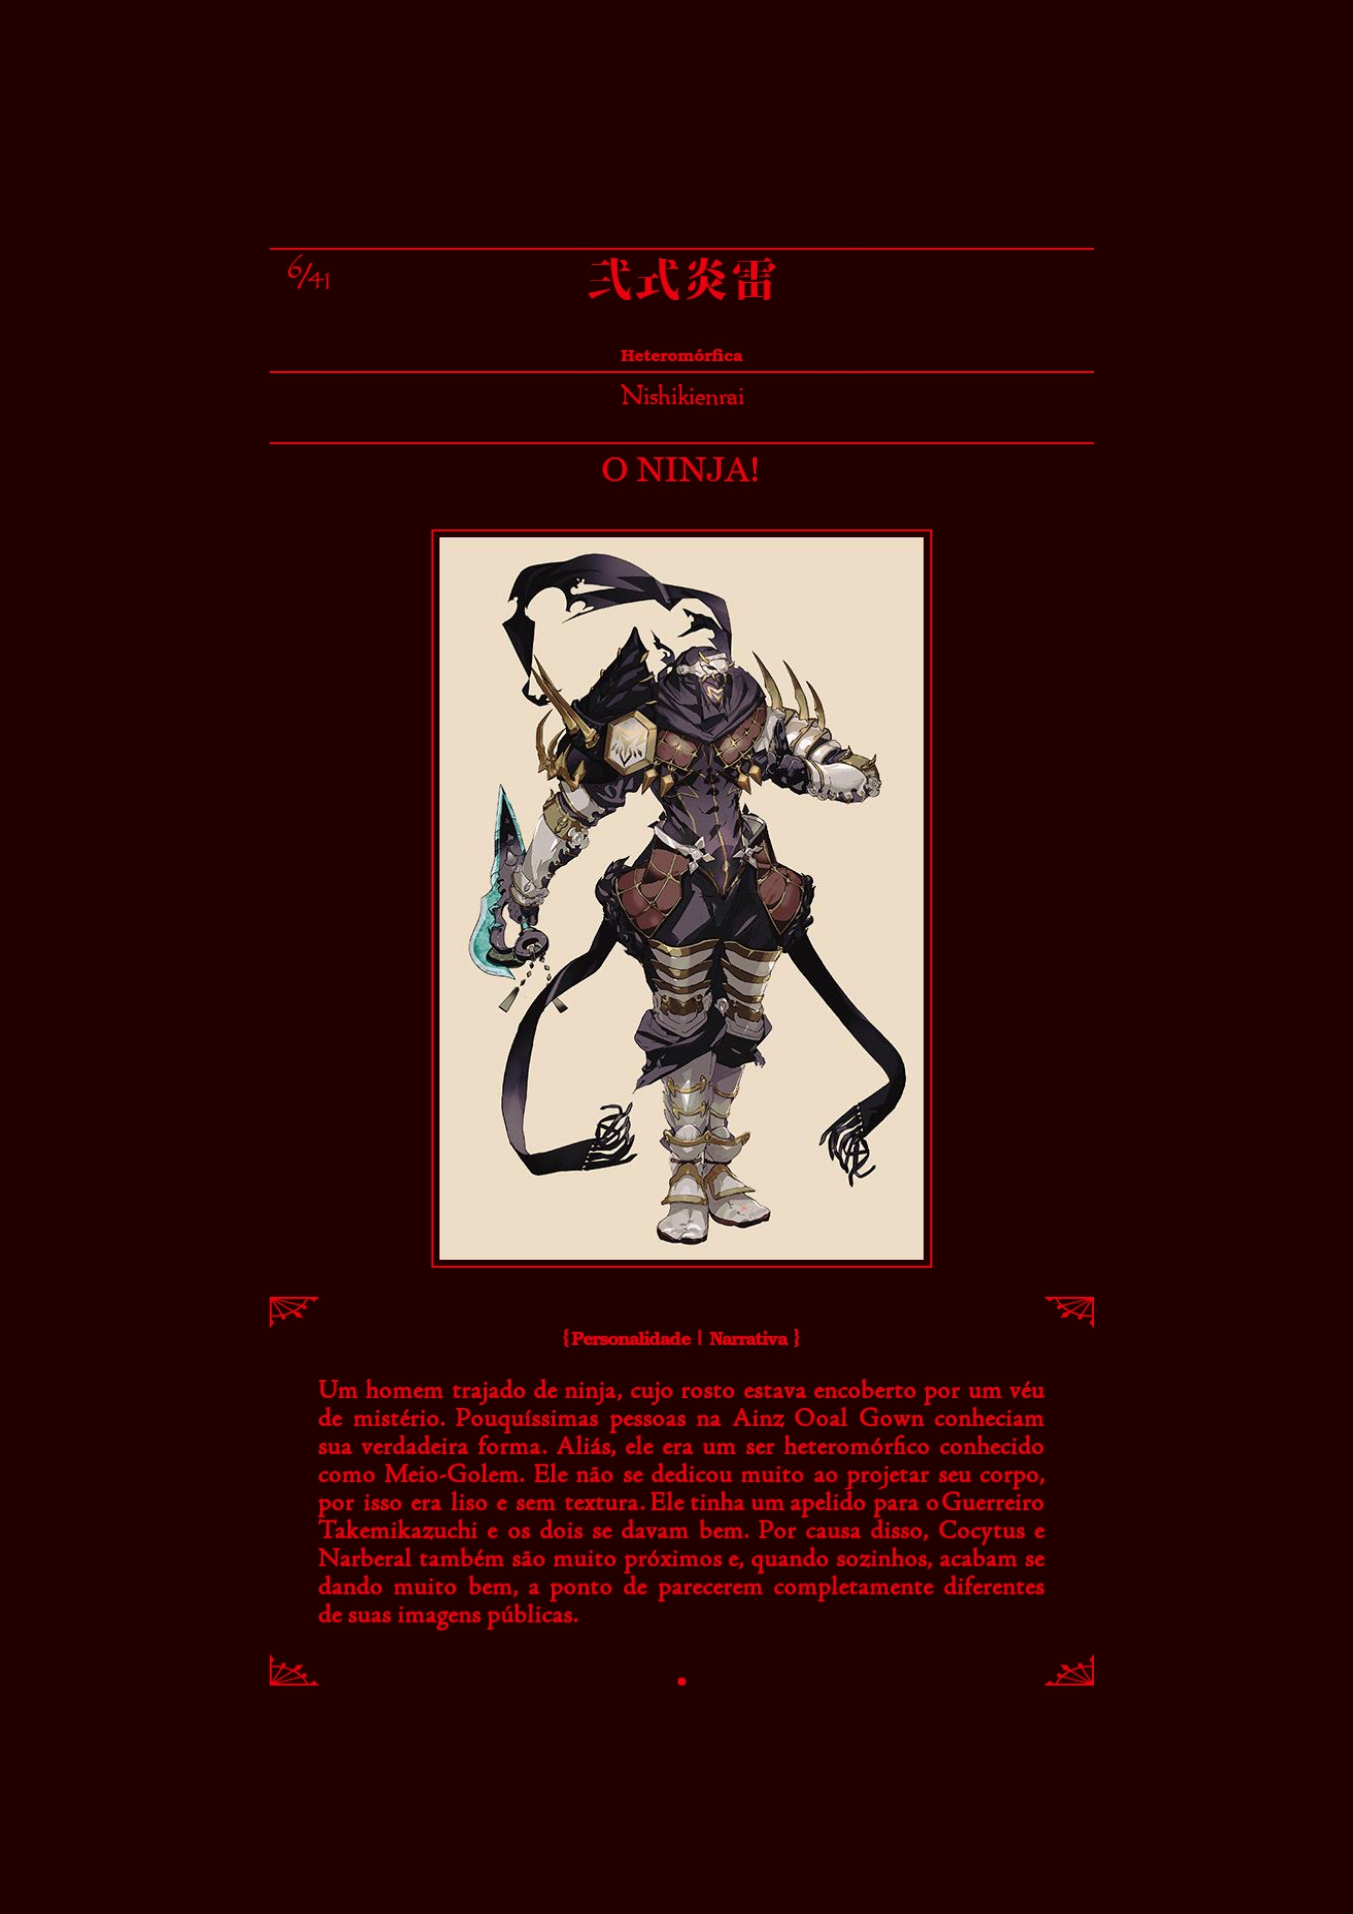 6/41
弐式炎雷
Heteromórfica
Nishikienrai
O NINJA!
{Personalidade | Narrativa }
Um homem trajado de ninja, cujo rosto estava encoberto por um véu
de mistério. Pouquíssimas pessoas na Ainz Ooal Gown conheciam
sua verdadeira forma. Aliás, ele era um ser heteromórfico conhecido
como Meio-Golem. Ele não se dedicou muito ao projetar seu corpo,
por isso era liso e sem textura. Ele tinha um apelido para o Guerreiro
Takemikazuchi e os dois se davam bem. Por causa disso, Cocytus e
Narberal também são muito próximos e, quando sozinhos, acabam se
dando muito bem, a ponto de parecerem completamente diferentes
de suas imagens públicas.